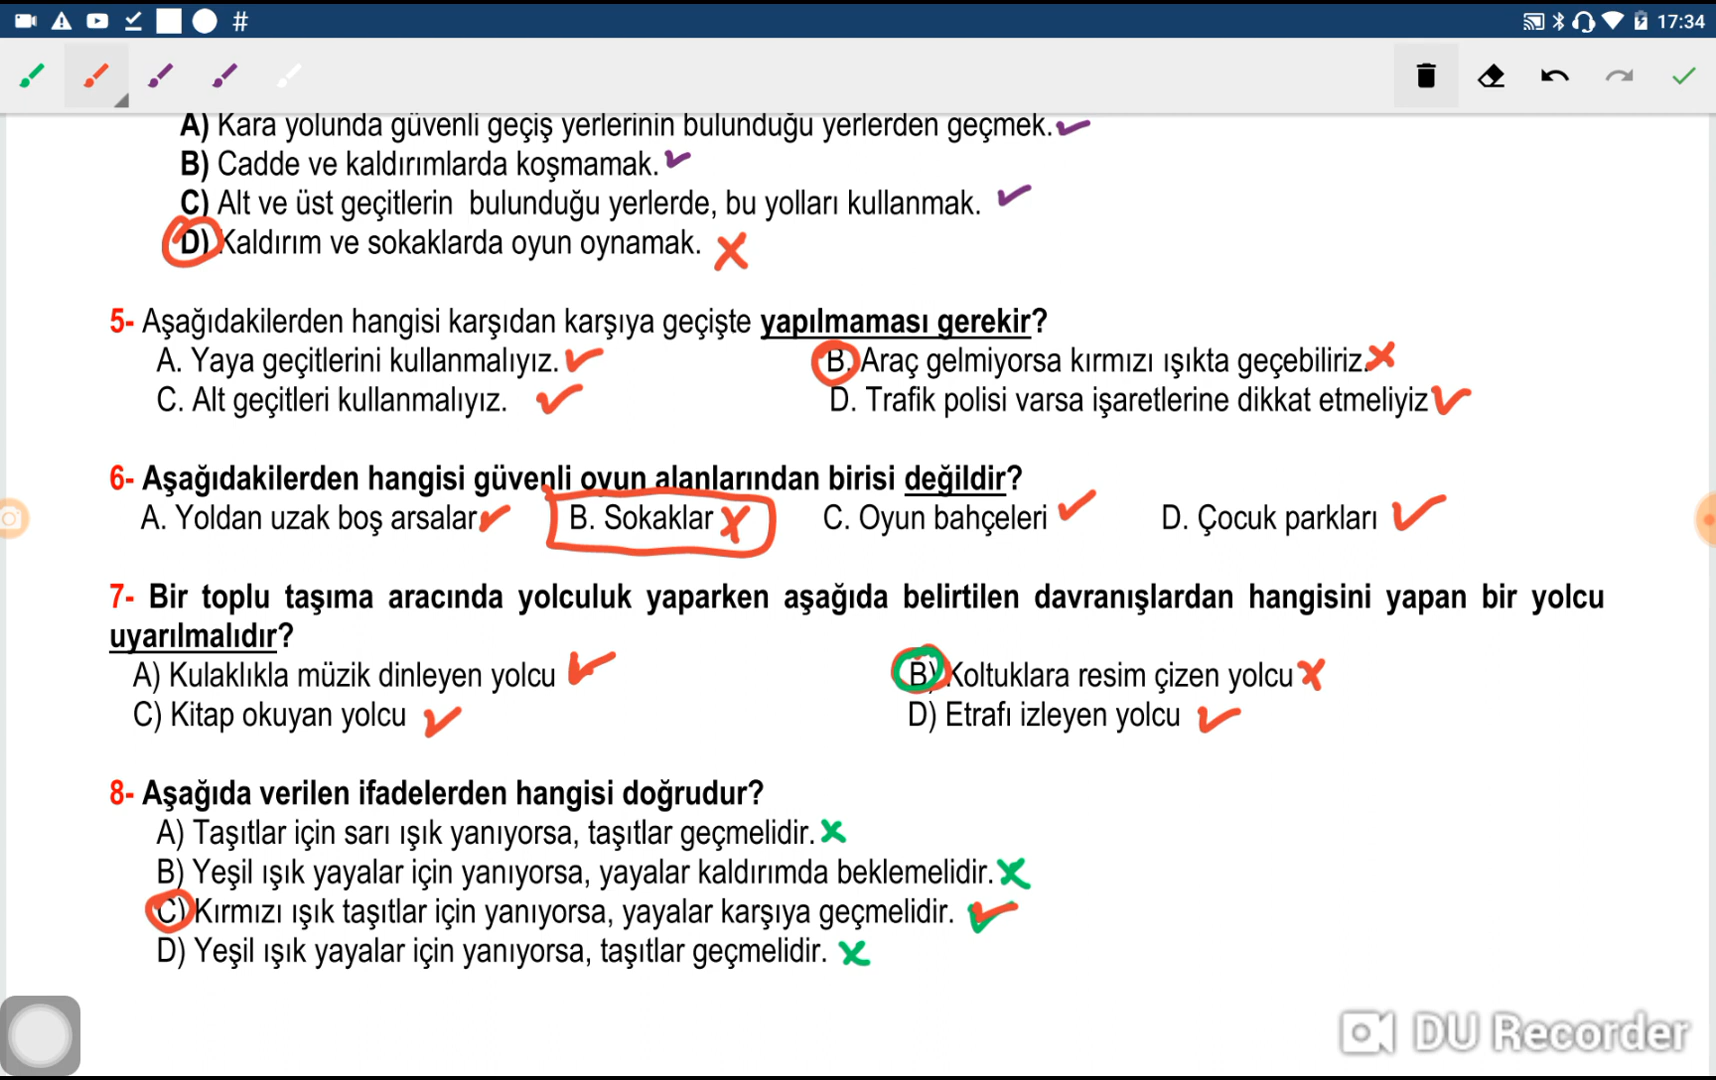 17:34
A) Kara yolunda güvenli geçiş yerlerinin bulunduğu yerlerden geçmek.
B) Cadde ve kaldırımlarda koşmamak.
C) Alt ve üst geçitlerin bulunduğu yerlerde, bu yolları kullanmak.
D) Kaldırım ve sokaklarda oyun oynamak.
5- Aşağıdakilerden hangisi karşıdan karşıya geçişte yapılmaması gerekir?
A. Yaya geçitlerini kullanmalıyız. B. Araç gelmiyorsa kırmızı ışıkta geçebiliriz.
C. Alt geçitleri kullanmalıyız. D. Trafik polisi varsa işaretlerine dikkat etmeliyiz
6- Aşağıdakilerden hangisi güvenli oyun alanlarından birisi değildir?
A. Yoldan uzak boş arsalar B. Sokaklar C. Oyun bahçeleri D. Çocuk parkları
7- Bir toplu taşıma aracında yolculuk yaparken aşağıda belirtilen davranışlardan hangisini yapan bir yolcu
uyarılmalıdır?
A) Kulaklıkla müzik dinleyen yolcu B) Koltuklara resim çizen yolcu
C) Kitap okuyan yolcu D) Etrafı izleyen yolcu
8- Aşağıda verilen ifadelerden hangisi doğrudur?
A) Taşıtlar için sarı ışık yanıyorsa, taşıtlar geçmelidir.
B) Yeşil ışık yayalar için yanıyorsa, yayalar kaldırımda beklemelidir.
C) Kırmızı ışık taşıtlar için yanıyorsa, yayalar karşıya geçmelidir.
D) Yeşil ışık yayalar için yanıyorsa, taşıtlar geçmelidir.
DU Recorder